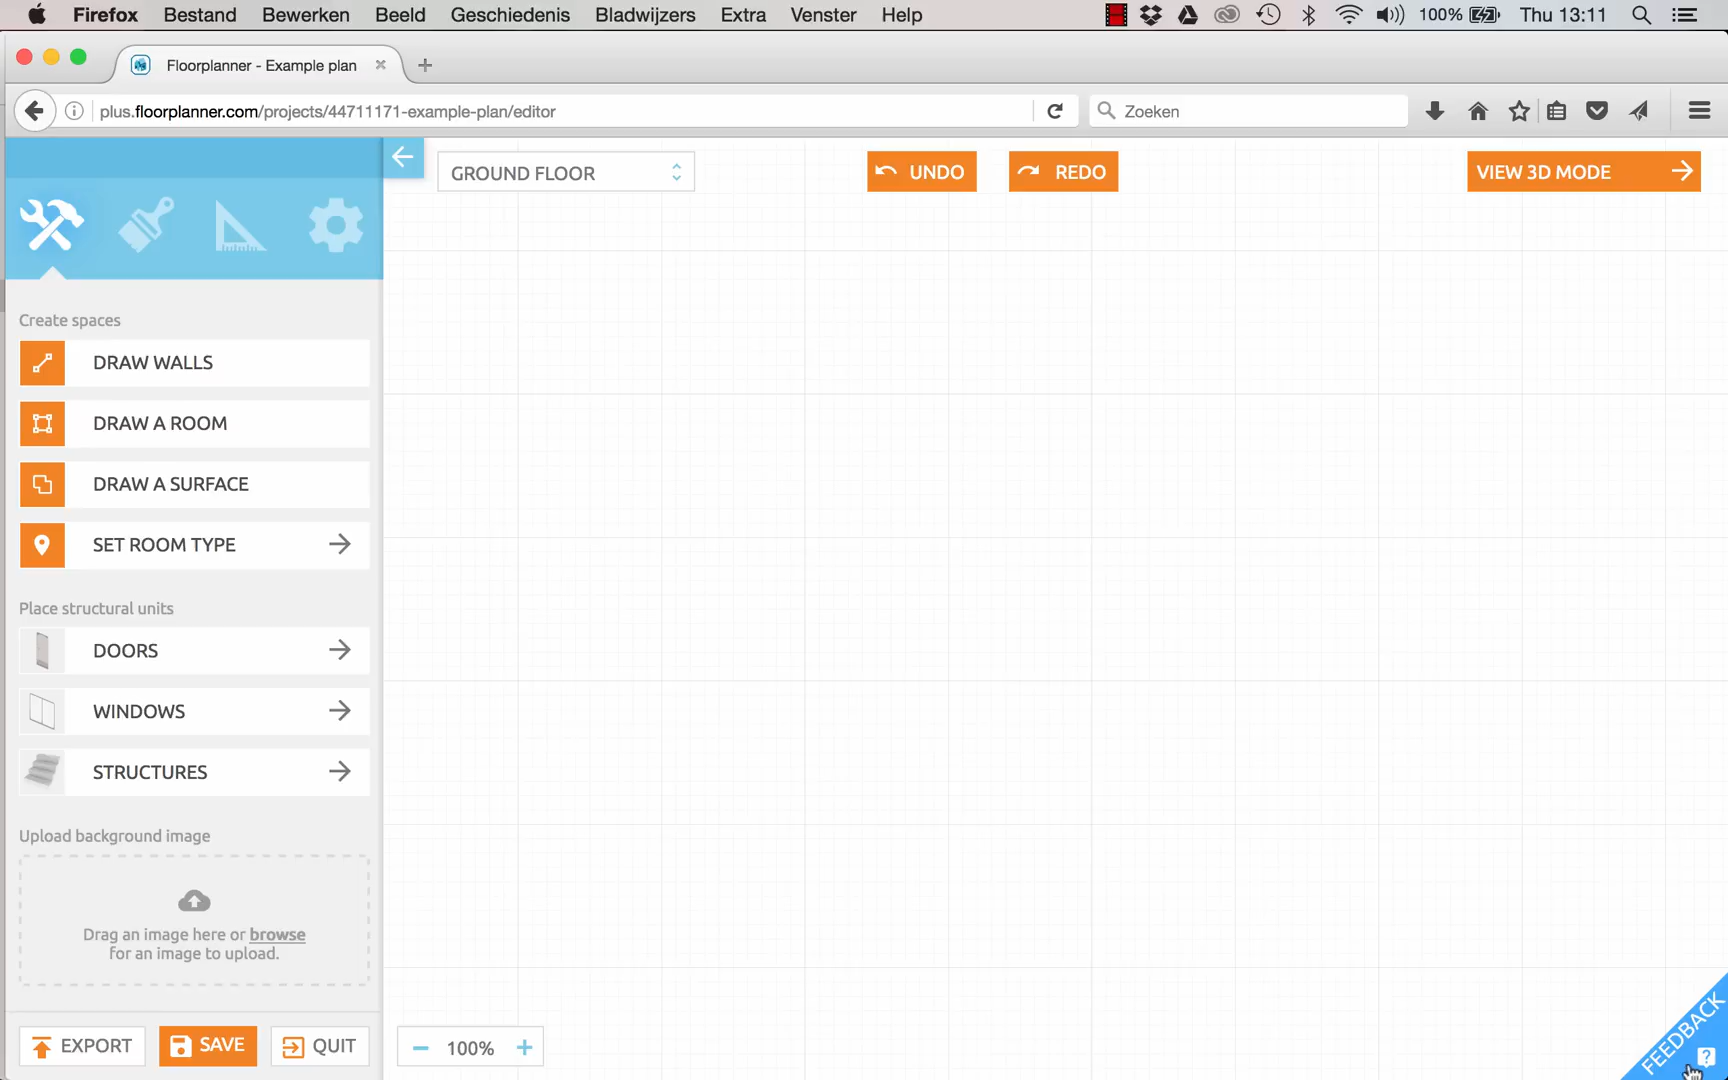 Firefox Bestand Bewerken Beeld Geschiedenis Bladwijzers Extra Venster Help 100% Thu 13:11
Floorplanner - Example plan
plus.floorplanner.com/projects/44711171-example-plan/editor Zoeken
GROUND FLOOR UNDO REDO VIEW 3D MODE
Create spaces
DRAW WALLS
DRAW A ROOM
DRAW A SURFACE
SET ROOM TYPE
Place structural units
DOORS
WINDOWS
STRUCTURES
Upload background image
Drag an image here or browse
for an image to upload.
EXPORT SAVE QUIT 100%
FEEDBACK